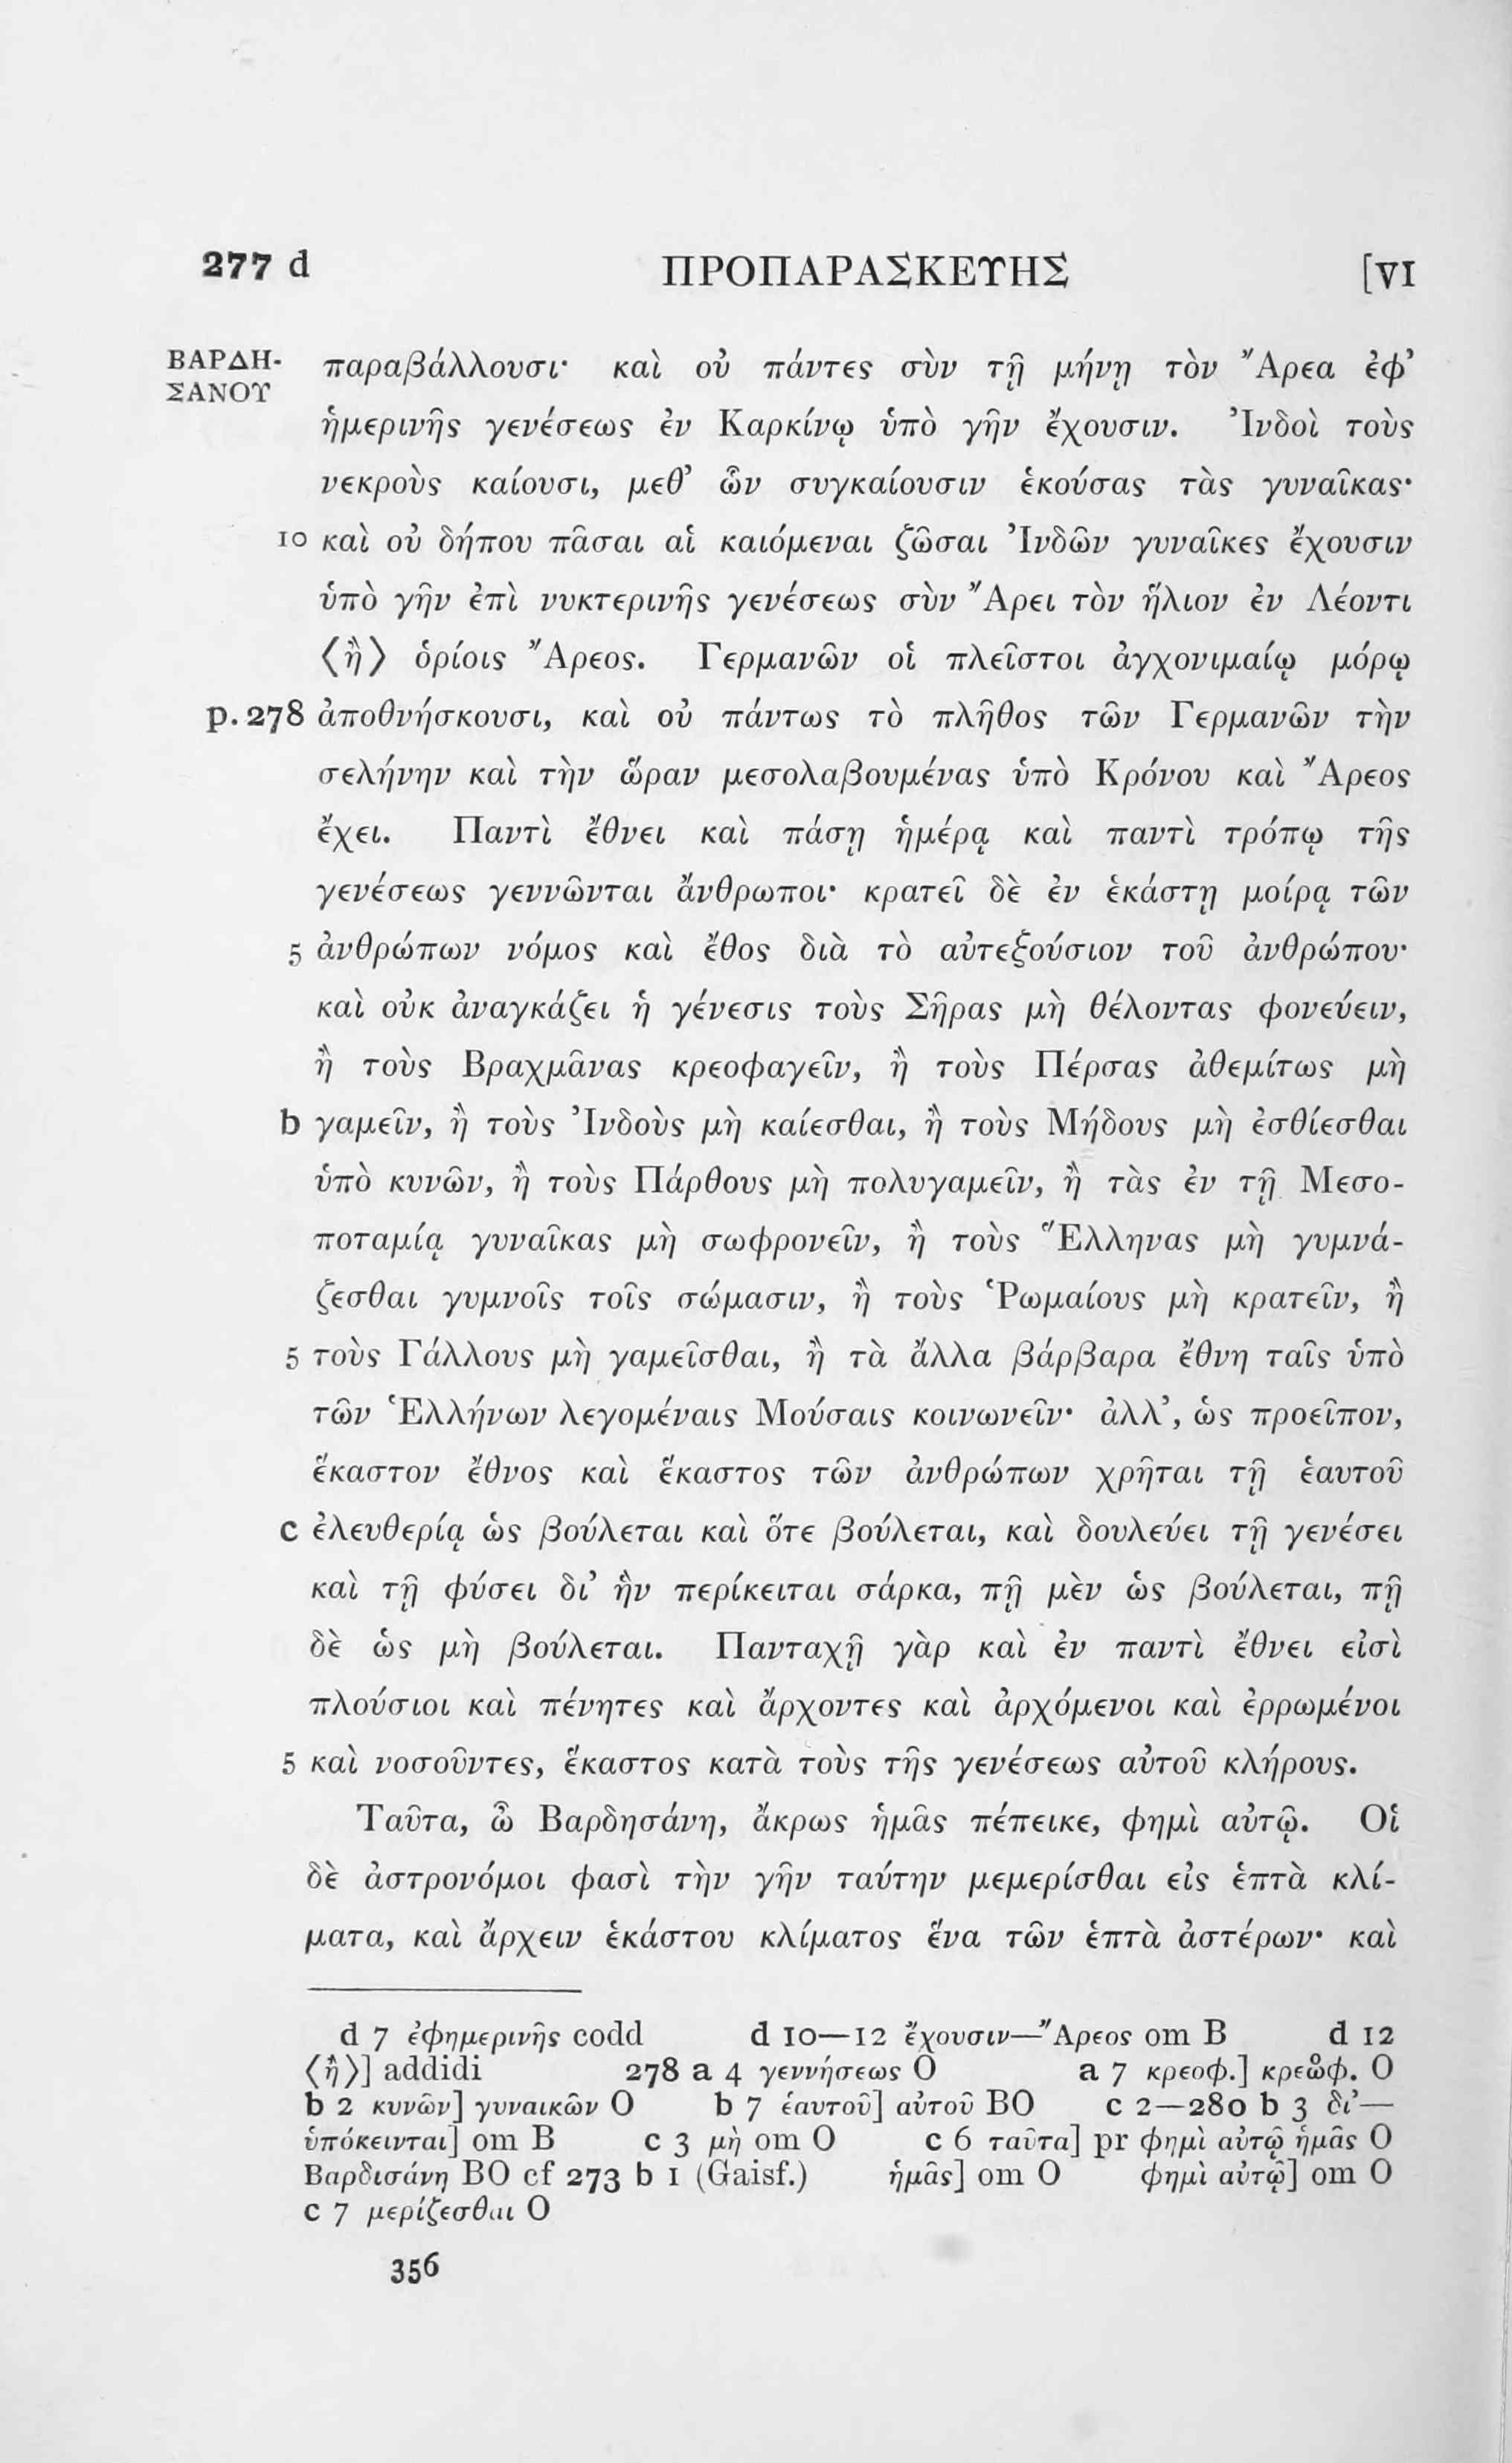 277 d ΠΡΟΠΑΡΑΣΚΕΥΗΣ [VI
ΒΑΡΔΗ- παραβάλλουσι· καὶ οὐ πάντες σὺν τῇ μήνῃ τὸν Ἄρεα ἐφ’
ΣΑΝΟΥ
ἡμερινῆς γενέσεως ἐν Καρκίνῳ ὑπὸ γῆν ἔχουσιν. Ἰνδοὶ τοὺς
νεκροὺς καίουσι, μεθ’ ὧν συγκαίουσιν ἑκούσας τὰς γυναῖκας·
10 καὶ οὐ δήπου πᾶσαι αἱ καιόμεναι ζῶσαι Ἰνδῶν γυναῖκες ἔχουσιν
ὑπὸ γῆν ἐπὶ νυκτερινῆς γενέσεως σὺν Ἄρει τὸν ἥλιον ἐν Λέοντι
⟨ἢ⟩ ὁρίοις Ἄρεος. Γερμανῶν οἱ πλεῖστοι ἀγχονιμαίῳ μόρῳ
p. 278 ἀποθνήσκουσι, καὶ οὐ πάντως τὸ πλῆθος τῶν Γερμανῶν τὴν
σελήνην καὶ τὴν ὥραν μεσολαβουμένας ὑπὸ Κρόνου καὶ Ἄρεος
ἔχει. Παντὶ ἔθνει καὶ πάσῃ ἡμέρᾳ καὶ παντὶ τρόπῳ τῆς
γενέσεως γεννῶνται ἄνθρωποι· κρατεῖ δὲ ἐν ἑκάστῃ μοίρᾳ τῶν
5 ἀνθρώπων νόμος καὶ ἔθος διὰ τὸ αὐτεξούσιον τοῦ ἀνθρώπου·
καὶ οὐκ ἀναγκάζει ἡ γένεσις τοὺς Σῆρας μὴ θέλοντας φονεύειν,
ἢ τοὺς Βραχμᾶνας κρεοφαγεῖν, ἢ τοὺς Πέρσας ἀθεμίτως μὴ
b γαμεῖν, ἢ τοὺς Ἰνδοὺς μὴ καίεσθαι, ἢ τοὺς Μήδους μὴ ἐσθίεσθαι
ὑπὸ κυνῶν, ἢ τοὺς Πάρθους μὴ πολυγαμεῖν, ἢ τὰς ἐν τῇ Μεσο-
ποταμίᾳ γυναῖκας μὴ σωφρονεῖν, ἢ τοὺς Ἕλληνας μὴ γυμνά-
ζεσθαι γυμνοῖς τοῖς σώμασιν, ἢ τοὺς Ῥωμαίους μὴ κρατεῖν, ἢ
5 τοὺς Γάλλους μὴ γαμεῖσθαι, ἢ τὰ ἄλλα βάρβαρα ἔθνη ταῖς ὑπὸ
τῶν Ἑλλήνων λεγομέναις Μούσαις κοινωνεῖν· ἀλλ’, ὡς προεῖπον,
ἕκαστον ἔθνος καὶ ἕκαστος τῶν ἀνθρώπων χρῆται τῇ ἑαυτοῦ
c ἐλευθερίᾳ ὡς βούλεται καὶ ὅτε βούλεται, καὶ δουλεύει τῇ γενέσει
καὶ τῇ φύσει δι’ ἣν περίκειται σάρκα, πῇ μὲν ὡς βούλεται, πῇ
δὲ ὡς μὴ βούλεται. Πανταχῇ γὰρ καὶ ἐν παντὶ ἔθνει εἰσὶ
πλούσιοι καὶ πένητες καὶ ἄρχοντες καὶ ἀρχόμενοι καὶ ἐρρωμένοι
5 καὶ νοσοῦντες, ἕκαστος κατὰ τοὺς τῆς γενέσεως αὐτοῦ κλήρους.
Ταῦτα, ὦ Βαρδησάνη, ἄκρως ἡμᾶς πέπεικε, φημὶ αὐτῷ. Οἱ
δὲ ἀστρονόμοι φασὶ τὴν γῆν ταύτην μεμερίσθαι εἰς ἑπτὰ κλί-
ματα, καὶ ἄρχειν ἑκάστου κλίματος ἕνα τῶν ἑπτὰ ἀστέρων· καὶ
d 7 ἐφημερινῆς codd d 10—12 ἔχουσιν—Ἄρεος om B d 12
⟨ἢ⟩] addidi 278 a 4 γεννήσεως O a 7 κρεοφ.] κρεωοφ. O
b 2 κυνῶν] γυναικῶν O b 7 ἑαυτοῦ] αὐτοῦ BO c 2—280 b 3 δι’—
ὑπόκεινται] om B c 3 μὴ om O c 6 ταῦτα] pr φημὶ αὐτῷ ἡμᾶς O
Βαρδισάνη BO cf 273 b 1 (Gaisf.) ἡμᾶς] om O φημὶ αὐτῷ] om O
c 7 μερίζεσθαι O
356